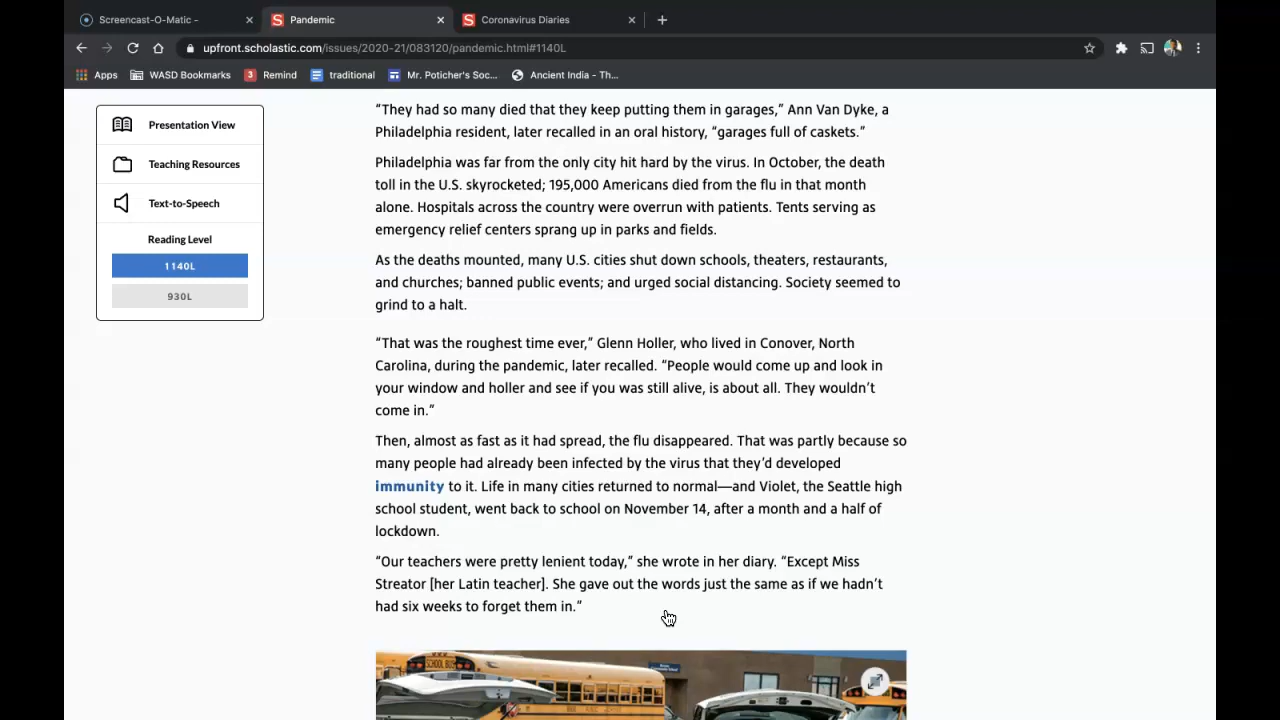 Screencast-O-Matic -
Pandemic
Coronavirus Diaries
upfront.scholastic.com/issues/2020-21/083120/pandemic.html#1140L
Apps
WASD Bookmarks
3 Remind
traditional
Mr. Poticher's Soc...
Ancient India - Th...
Presentation View
Teaching Resources
Text-to-Speech
Reading Level
1140L
930L
“They had so many died that they keep putting them in garages,” Ann Van Dyke, a
Philadelphia resident, later recalled in an oral history, “garages full of caskets.”
Philadelphia was far from the only city hit hard by the virus. In October, the death
toll in the U.S. skyrocketed; 195,000 Americans died from the flu in that month
alone. Hospitals across the country were overrun with patients. Tents serving as
emergency relief centers sprang up in parks and fields.
As the deaths mounted, many U.S. cities shut down schools, theaters, restaurants,
and churches; banned public events; and urged social distancing. Society seemed to
grind to a halt.
“That was the roughest time ever,” Glenn Holler, who lived in Conover, North
Carolina, during the pandemic, later recalled. “People would come up and look in
your window and holler and see if you was still alive, is about all. They wouldn’t
come in.”
Then, almost as fast as it had spread, the flu disappeared. That was partly because so
many people had already been infected by the virus that they’d developed
immunity to it. Life in many cities returned to normal—and Violet, the Seattle high
school student, went back to school on November 14, after a month and a half of
lockdown.
“Our teachers were pretty lenient today,” she wrote in her diary. “Except Miss
Streator [her Latin teacher]. She gave out the words just the same as if we hadn’t
had six weeks to forget them in.”
SCHOOL BUS